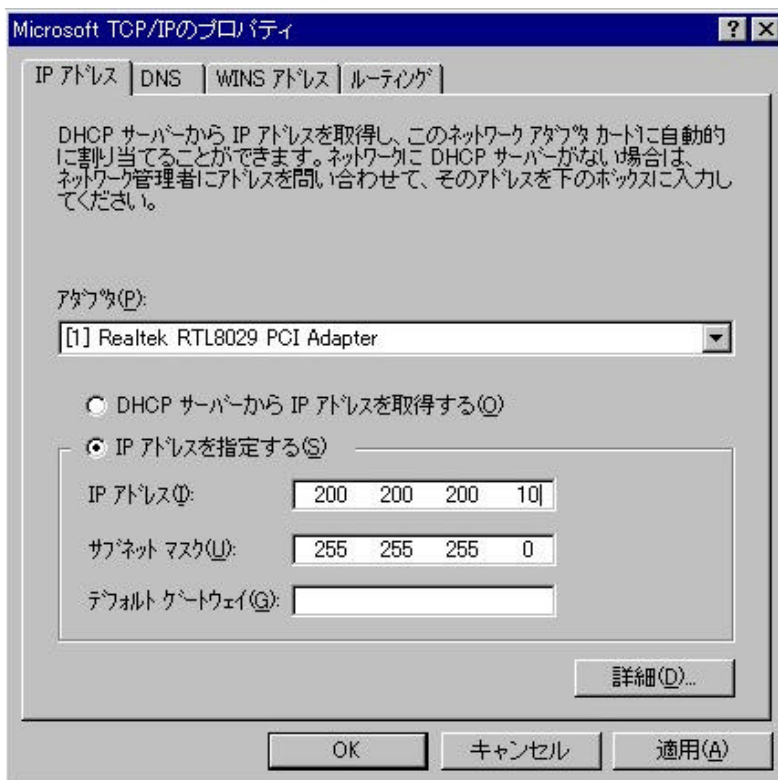 Microsoft TCP/IPのプロパティ
IP アドレス DNS WINS アドレス ルーティング
DHCP サーバーから IP アドレスを取得し、このネットワーク アダプタ カードに自動的
に割り当てることができます。ネットワークに DHCP サーバーがない場合は、
ネットワーク管理者にアドレスを問い合わせて、そのアドレスを下のボックスに入力し
てください。
アダプタ(P):
[1] Realtek RTL8029 PCI Adapter
DHCP サーバーから IP アドレスを取得する(O)
IP アドレスを指定する(S)
IP アドレス(I): 200 200 200 10
サブネット マスク(U): 255 255 255 0
デフォルト ゲートウェイ(G):
詳細(D)...
OK キャンセル 適用(A)